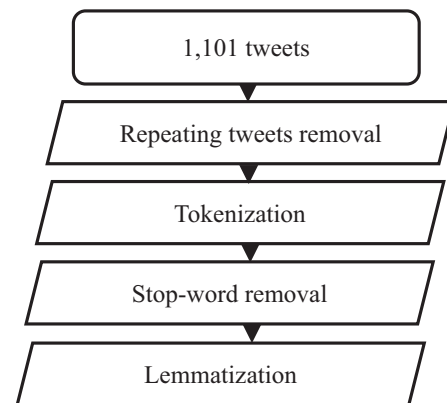 1,101 tweets
Repeating tweets removal
Tokenization
Stop-word removal
Lemmatization